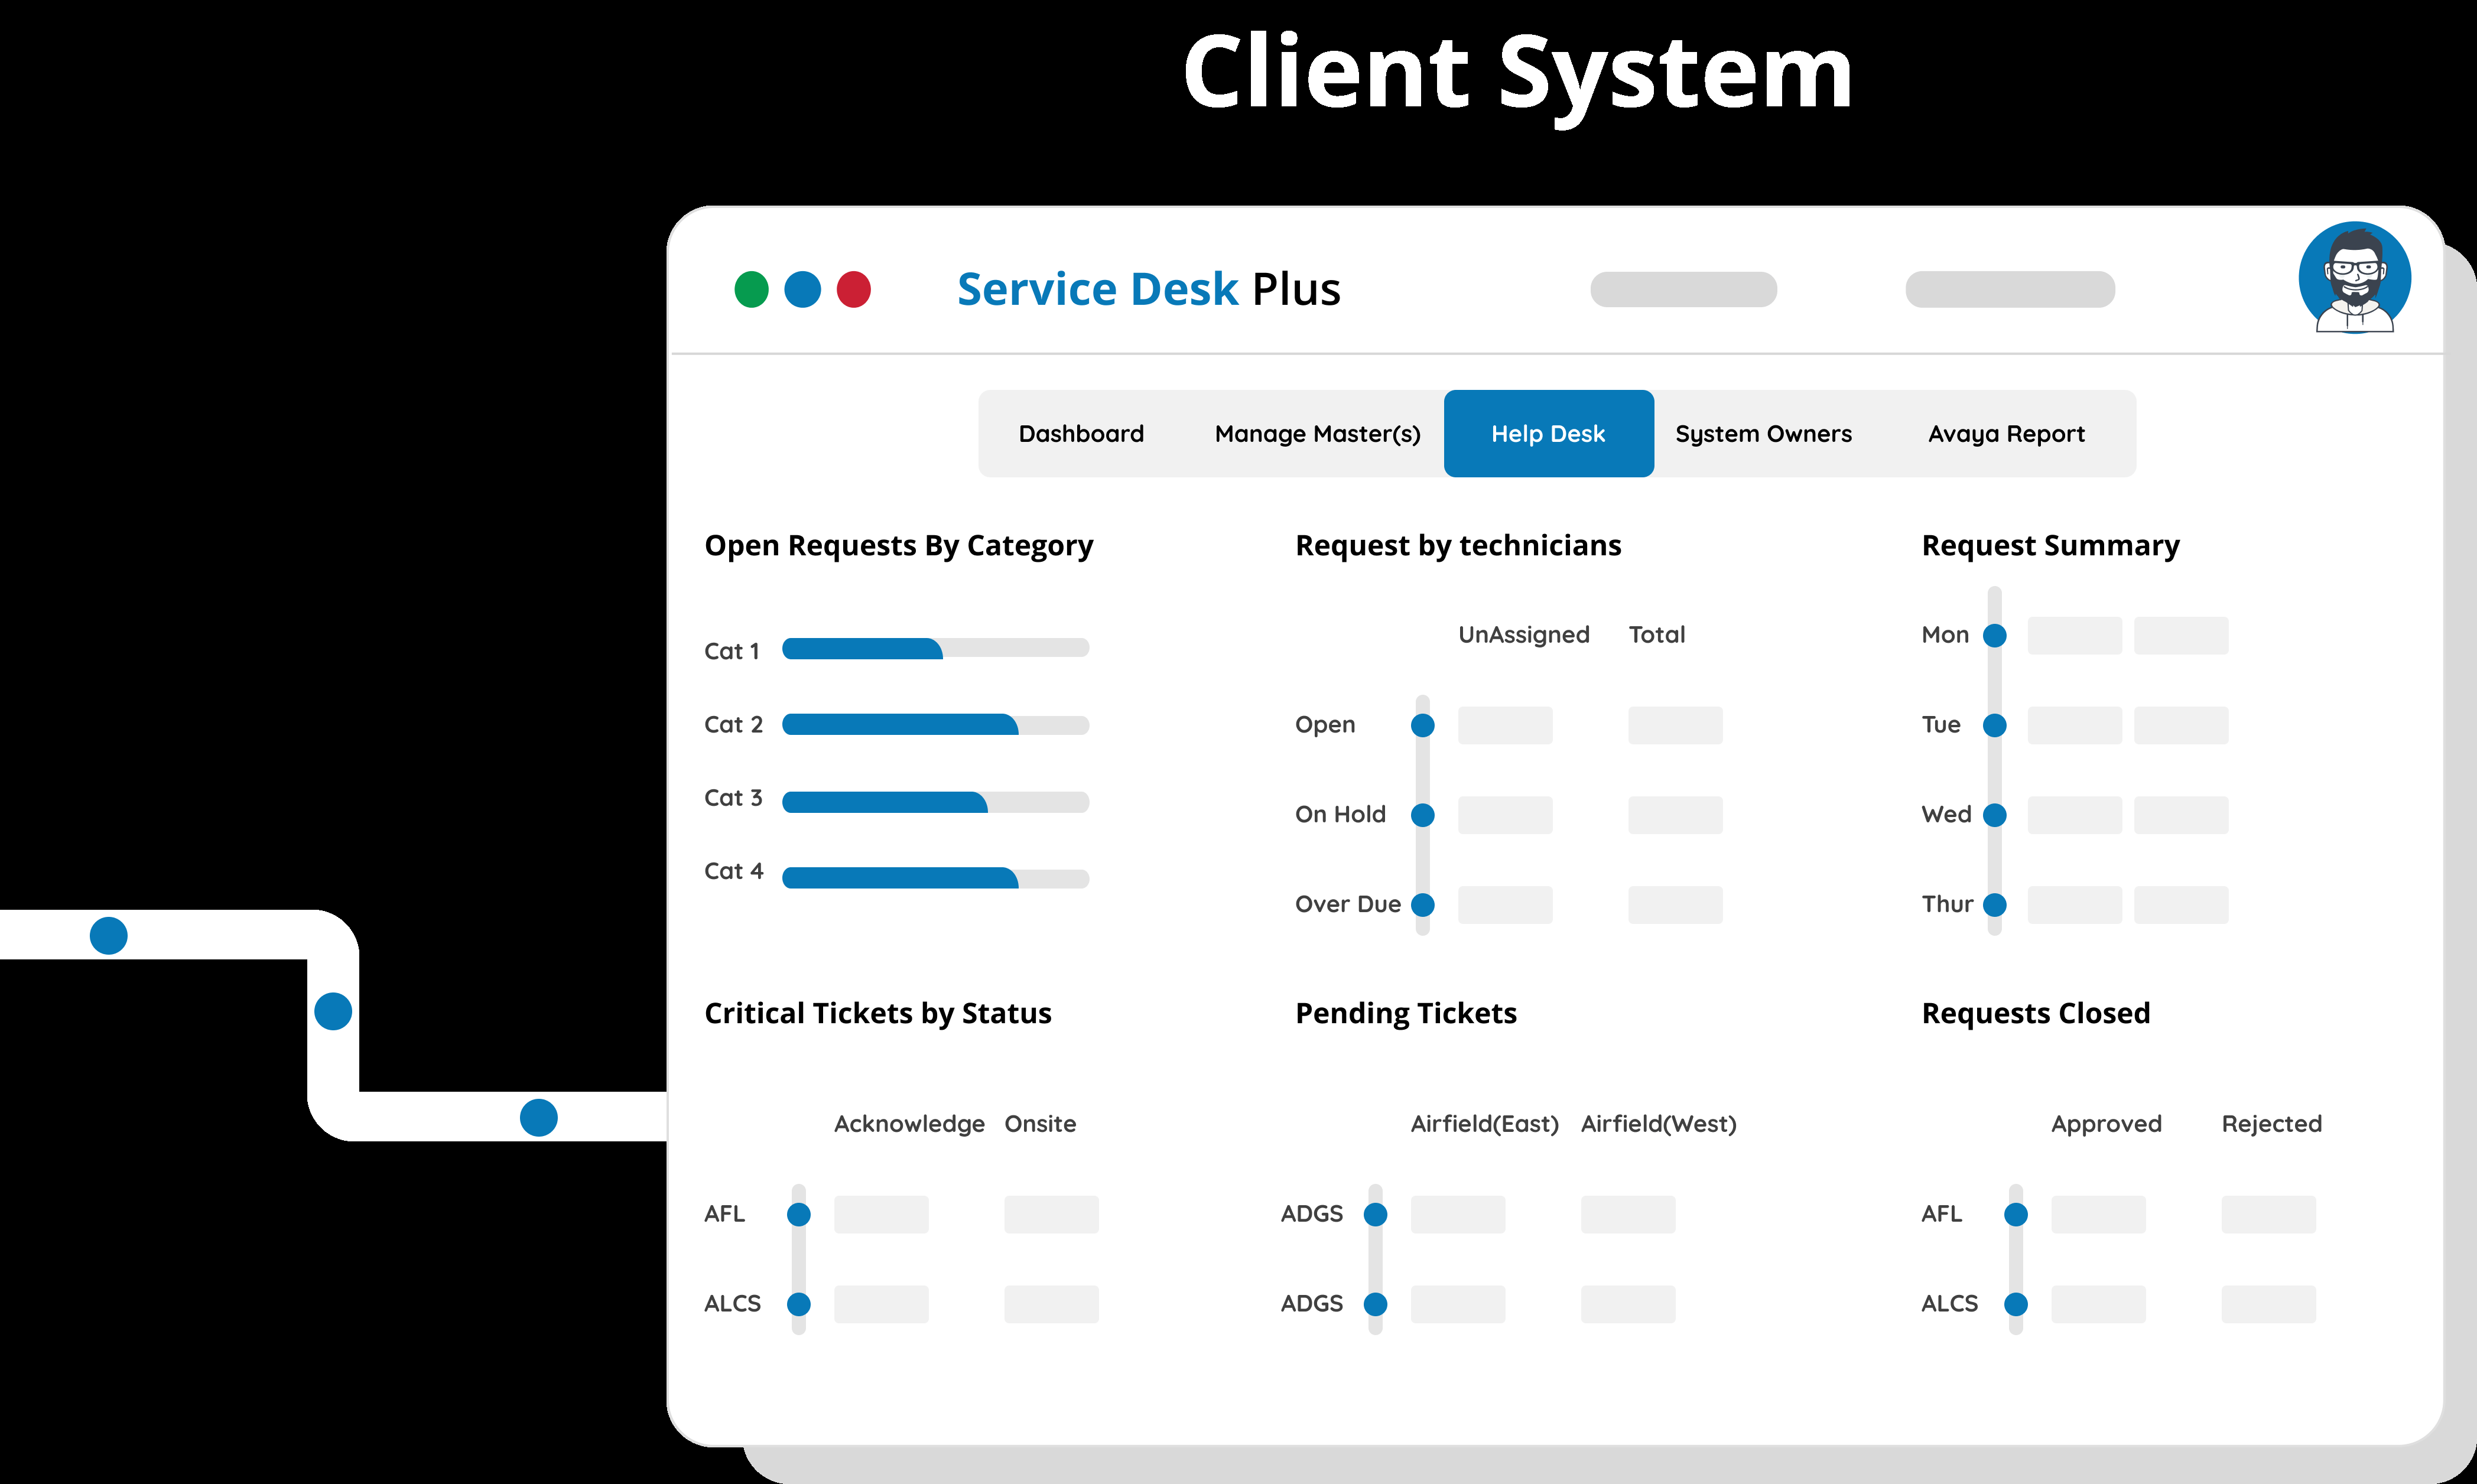 Client System
Service Desk Plus
Dashboard Manage Master(s) Help Desk System Owners Avaya Report
Open Requests By Category
Cat 1
Cat 2
Cat 3
Cat 4
Request by technicians
UnAssigned Total
Open
On Hold
Over Due
Request Summary
Mon
Tue
Wed
Thur
Critical Tickets by Status
Acknowledge Onsite
AFL
ALCS
Pending Tickets
Airfield(East) Airfield(West)
ADGS
ADGS
Requests Closed
Approved Rejected
AFL
ALCS